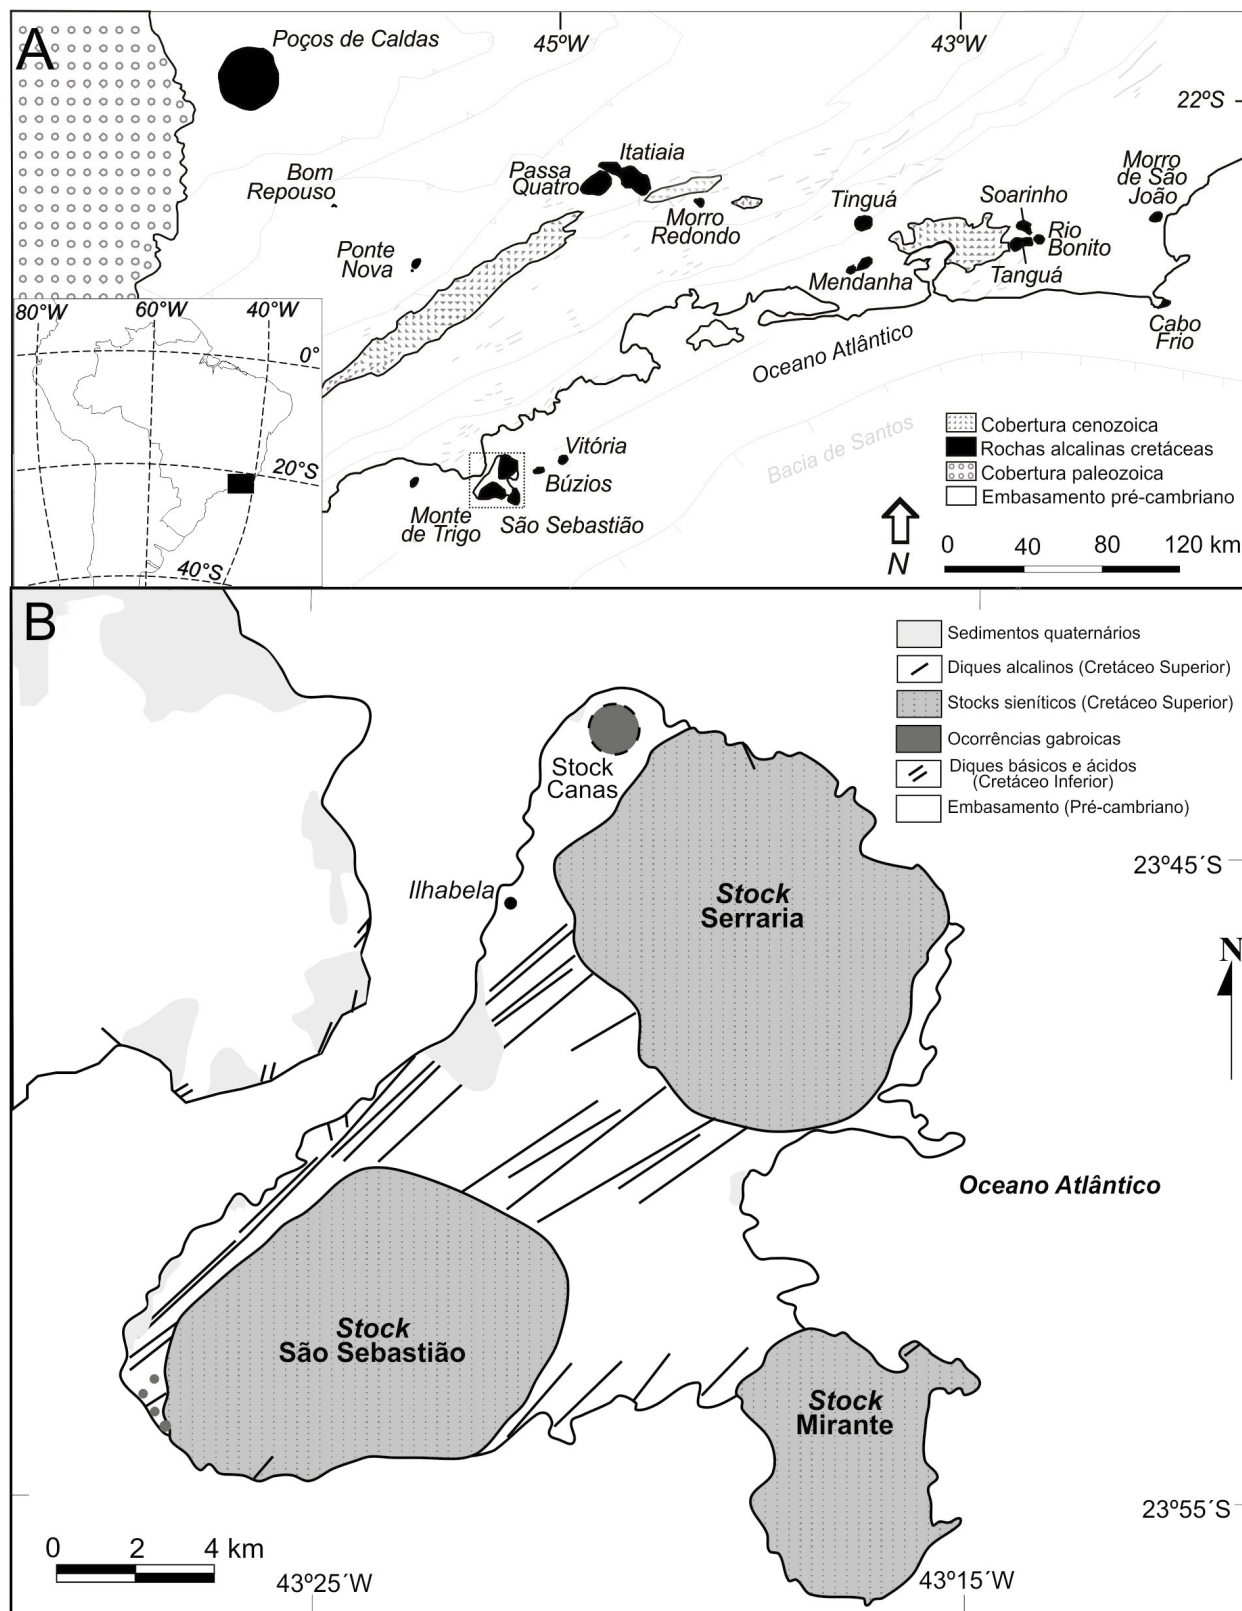 A
Poços de Caldas
45ºW
43ºW
22ºS
Bom
Repouso
Passa
Quatro
Itatiaia
Morro
Redondo
Ponte
Nova
Tinguá
Mendanha
Soarinho
Rio
Bonito
Tanguá
Morro
de São
João
Cabo
Frio
Oceano Atlântico
Bacia de Santos
Vitória
Búzios
São Sebastião
Monte
de Trigo
80ºW
60ºW
40ºW
0°
20°S
40°S
Cobertura cenozoica
Rochas alcalinas cretáceas
Cobertura paleozoica
Embasamento pré-cambriano
N
0 40 80 120 km
B
Sedimentos quaternários
Diques alcalinos (Cretáceo Superior)
Stocks sieníticos (Cretáceo Superior)
Ocorrências gabroicas
Diques básicos e ácidos
(Cretáceo Inferior)
Embasamento (Pré-cambriano)
Stock
Canas
Ilhabela
Stock
Serraria
23º45´S
N
Oceano Atlântico
Stock
São Sebastião
Stock
Mirante
23º55´S
0 2 4 km
43º25´W
43º15´W